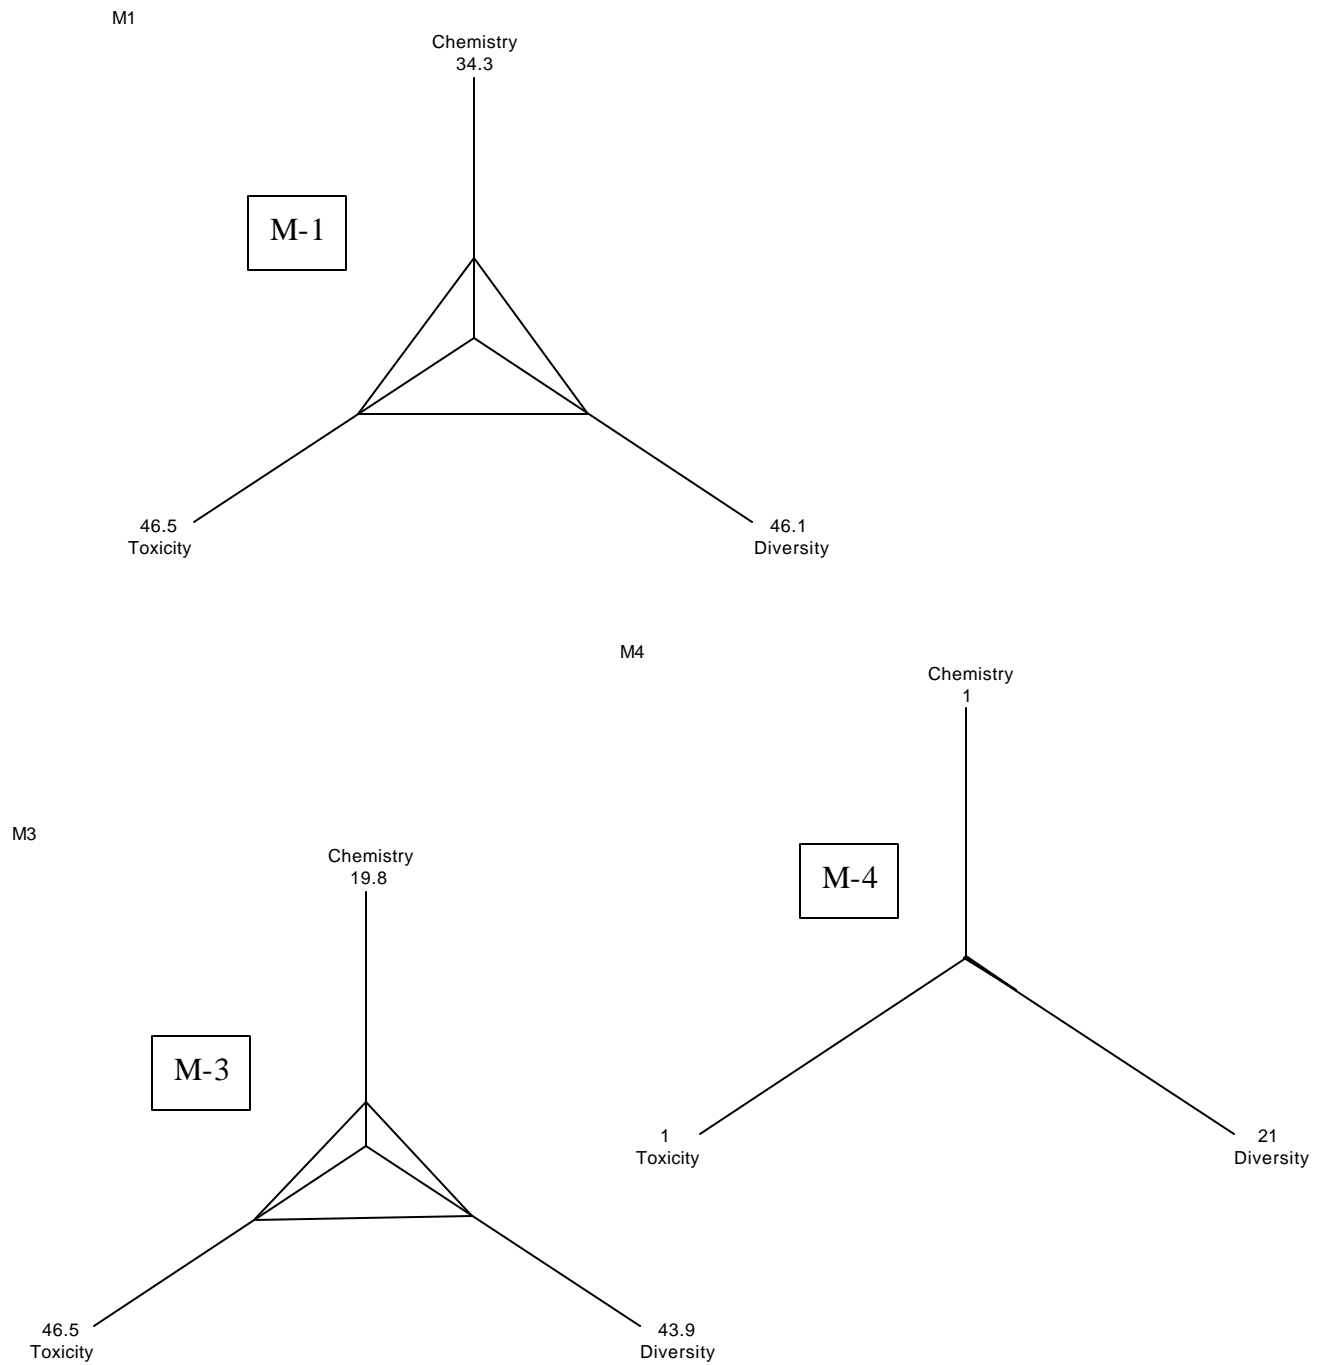 M1
Chemistry
34.3
M-1
46.5
Toxicity
46.1
Diversity
M4
Chemistry
1
M-4
1
Toxicity
21
Diversity
M3
Chemistry
19.8
M-3
46.5
Toxicity
43.9
Diversity